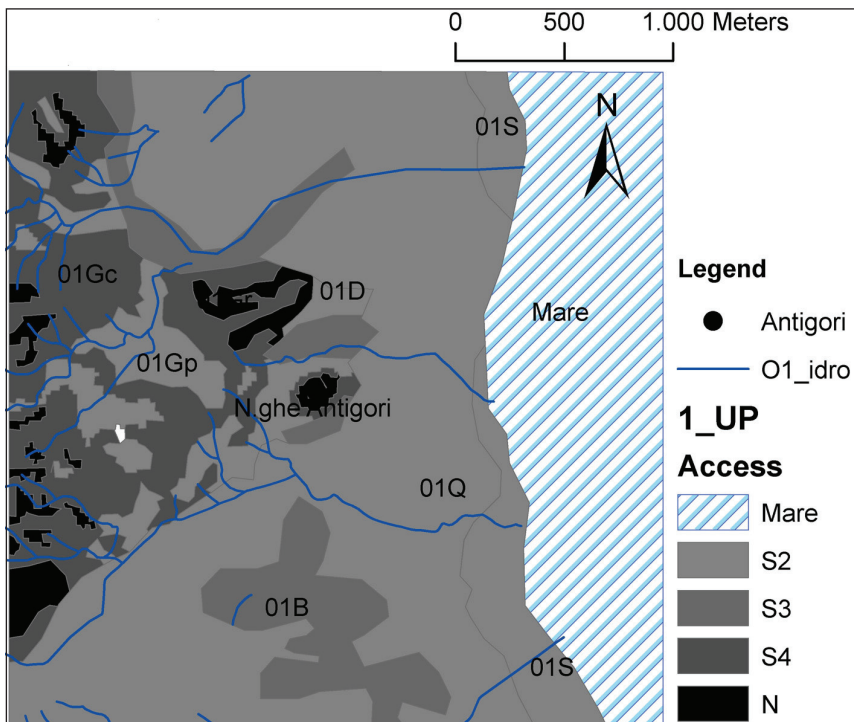 0 500 1.000 Meters
01S
N
01Gc
01D
Mare
01Gp
N.ghe Antigori
01Q
01B
01S
Legend
Antigori
O1_idro
1_UP
Access
Mare
S2
S3
S4
N